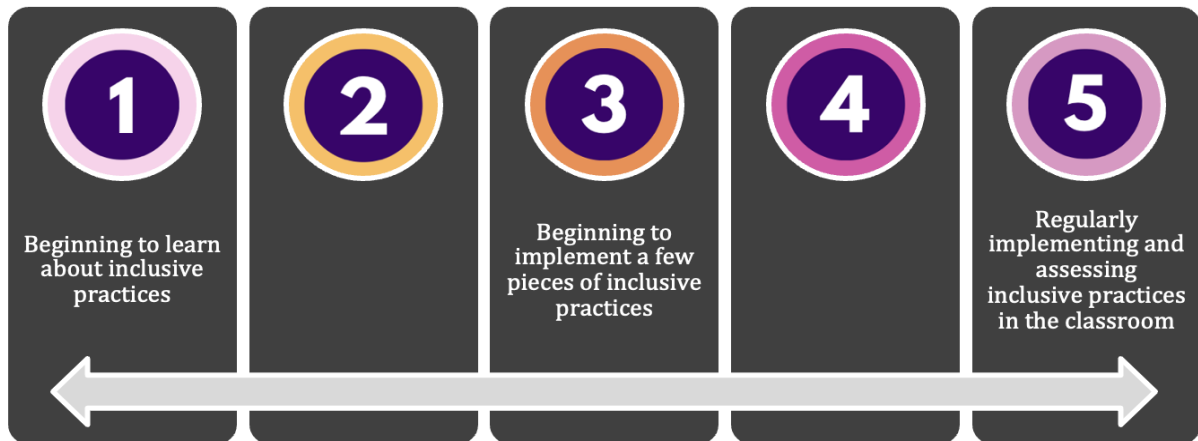 1
2
3
4
5
Beginning to learn
about inclusive
practices
Beginning to
implement a few
pieces of inclusive
practices
Regularly
implementing and
assessing
inclusive practices
in the classroom